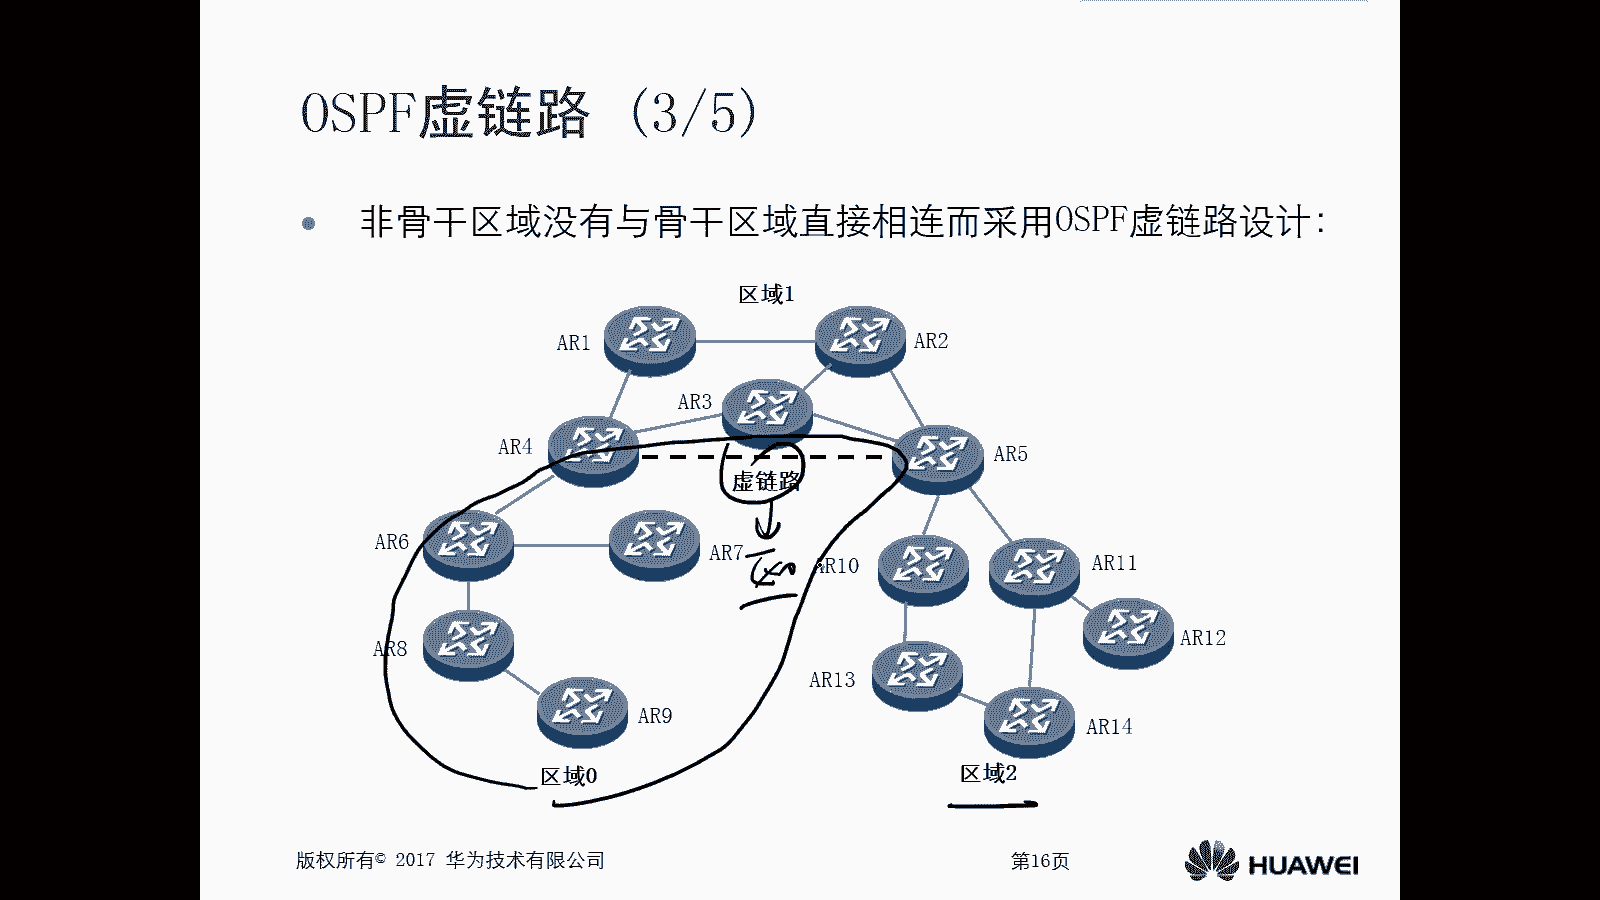 OSPF虚链路 (3/5)
非骨干区域没有与骨干区域直接相连而采用OSPF虚链路设计:
区域1
AR1
AR2
AR3
AR4
AR5
虚链路
AR6
AR7
AR10
AR11
AR8
AR12
AR13
AR9
AR14
区域0
区域2
版权所有© 2017 华为技术有限公司
第16页
HUAWEI